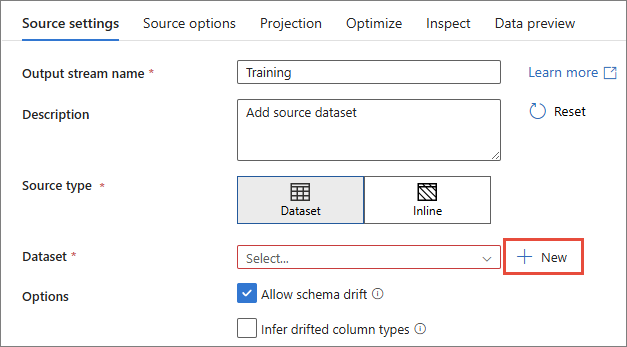 Source settings Source options Projection Optimize Inspect Data preview
Output stream name * Training Learn more
Description Add source dataset Reset
Source type * Dataset Inline
Dataset * Select... + New
Options Allow schema drift
Infer drifted column types